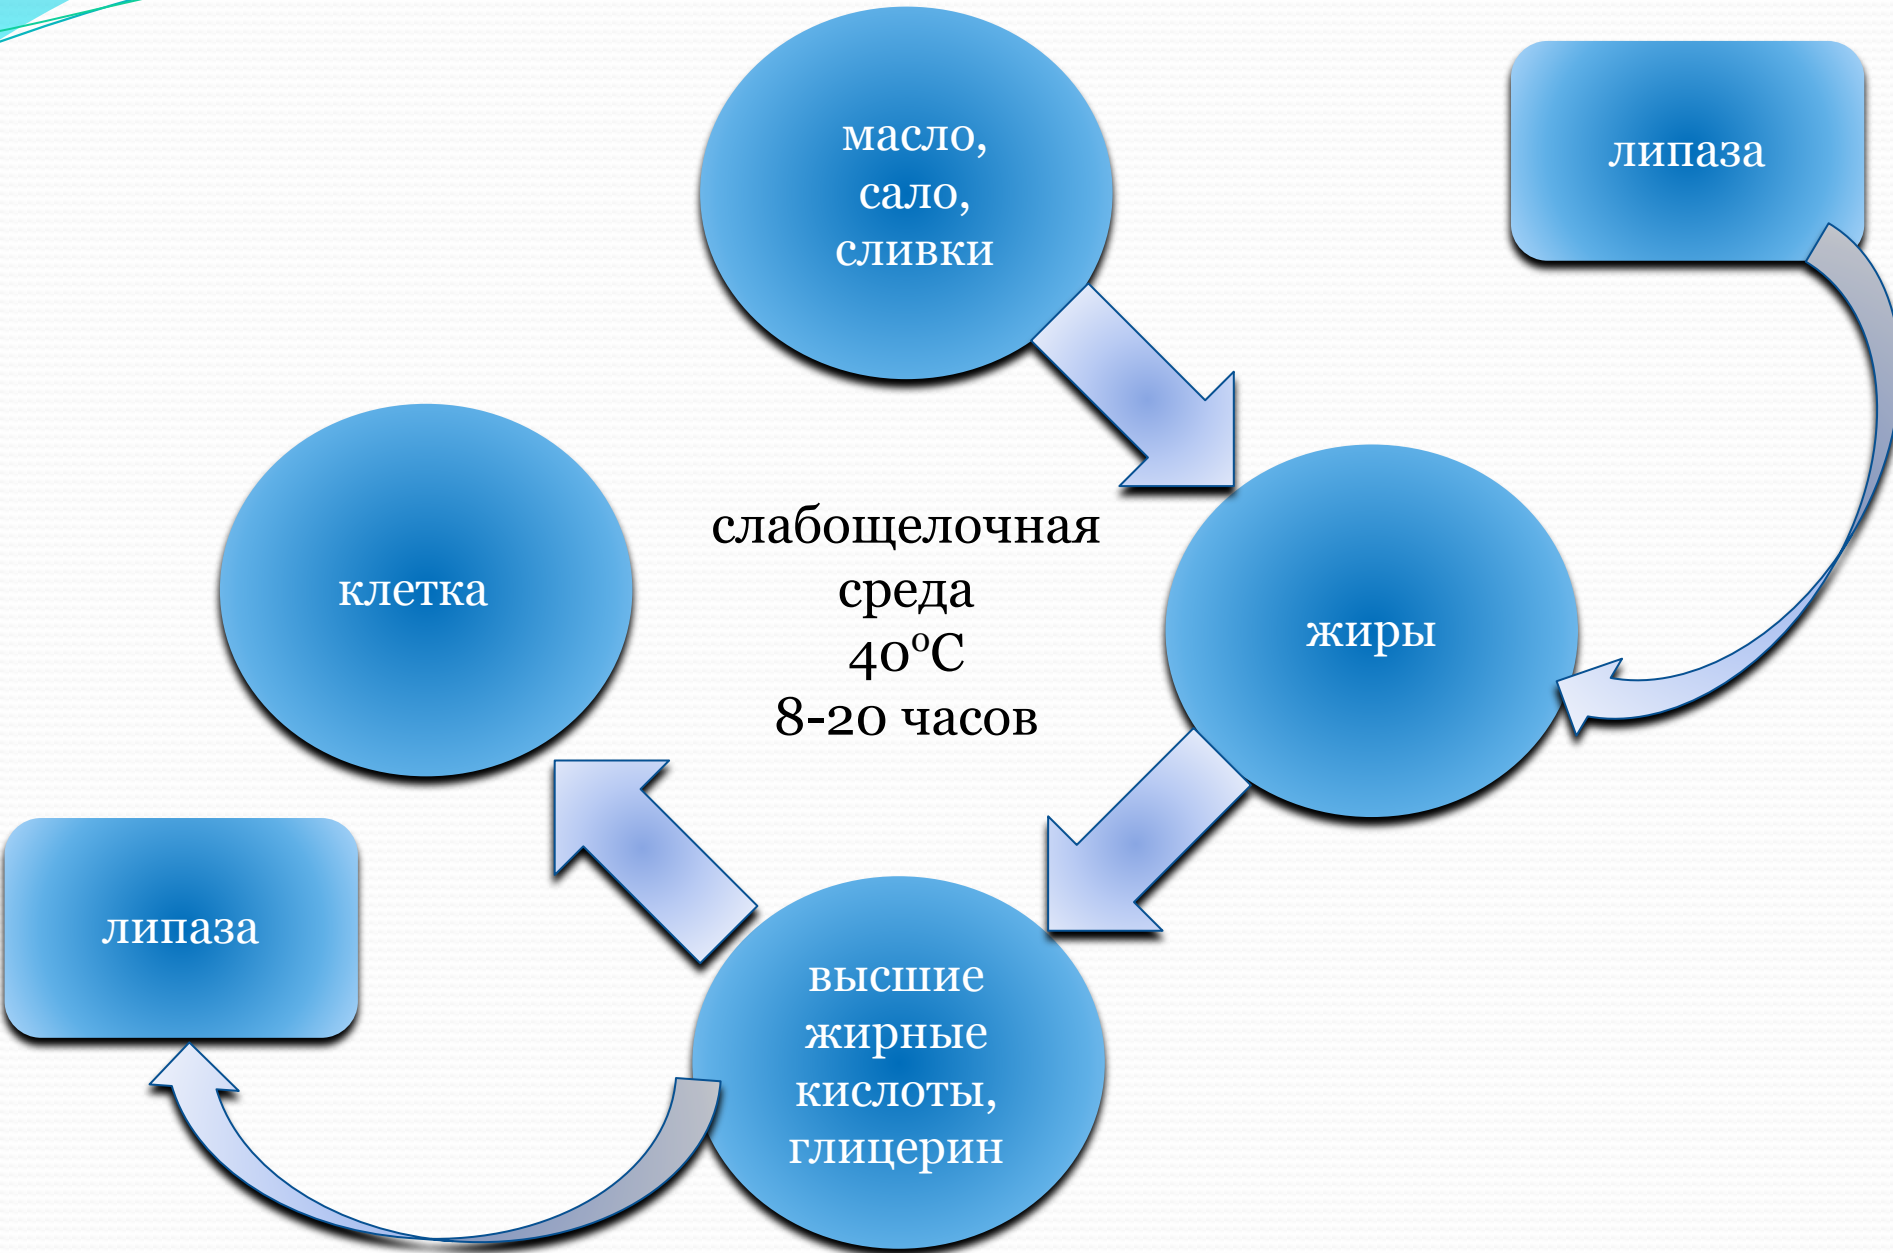 масло,
сало,
сливки
липаза
жиры
слабощелочная
среда
40°С
8-20 часов
клетка
липаза
высшие
жирные
кислоты,
глицерин